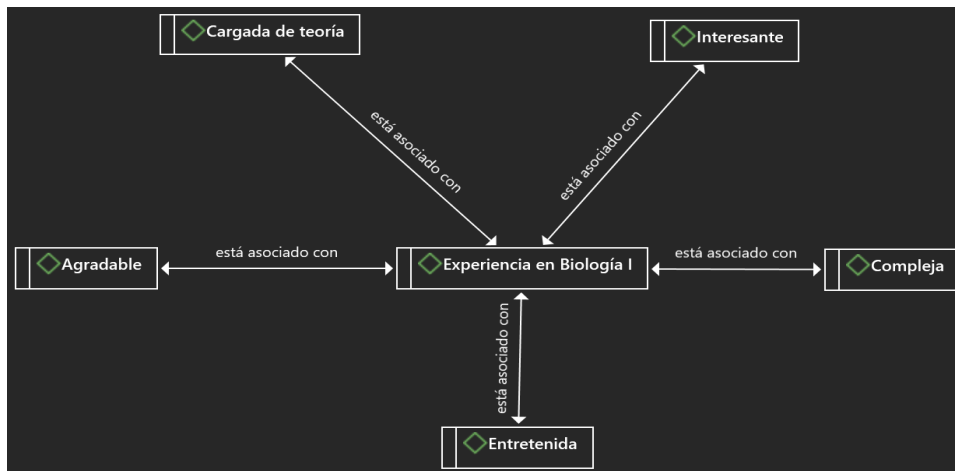 Cargada de teoría
Interesante
está asociado con
está asociado con
Agradable
está asociado con
Experiencia en Biología I
está asociado con
Compleja
está asociado con
Entretenida